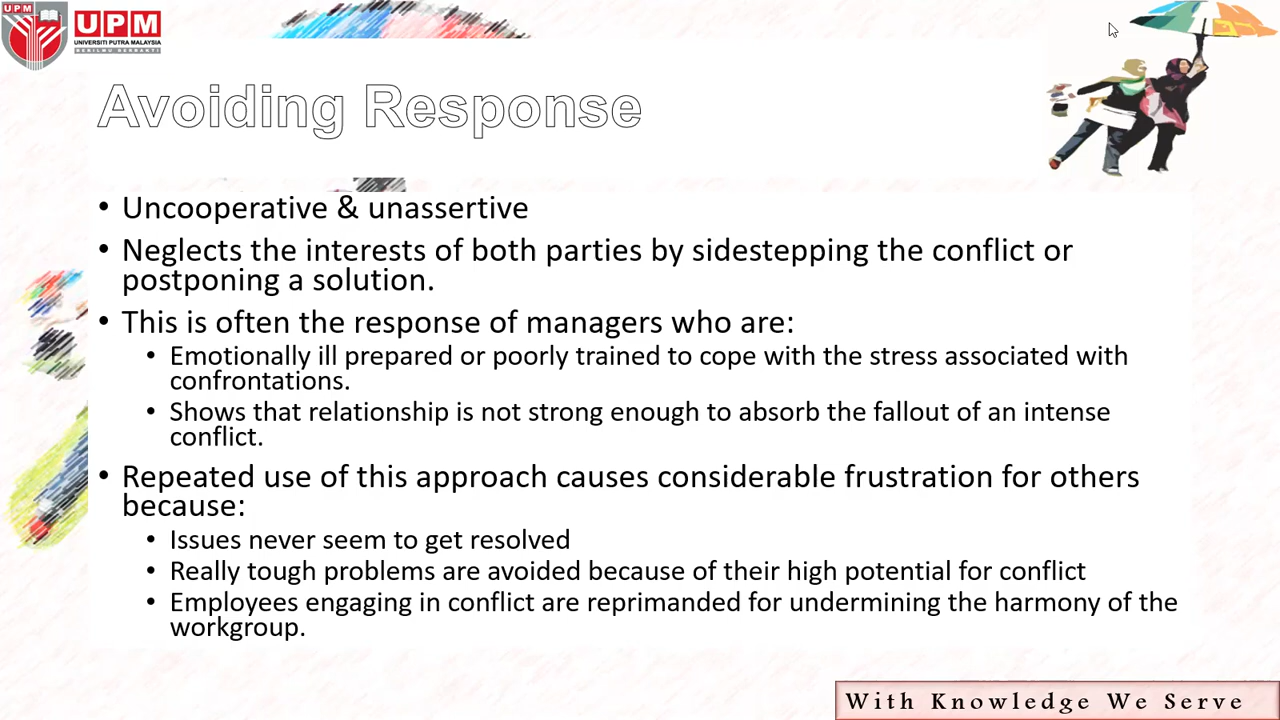 UPM
UPM
UNIVERSITI PUTRA MALAYSIA
BERILMU BERBAKTI
Avoiding Response
• Uncooperative & unassertive
• Neglects the interests of both parties by sidestepping the conflict or
postponing a solution.
• This is often the response of managers who are:
• Emotionally ill prepared or poorly trained to cope with the stress associated with
confrontations.
• Shows that relationship is not strong enough to absorb the fallout of an intense
conflict.
• Repeated use of this approach causes considerable frustration for others
because:
• Issues never seem to get resolved
• Really tough problems are avoided because of their high potential for conflict
• Employees engaging in conflict are reprimanded for undermining the harmony of the
workgroup.
With Knowledge We Serve